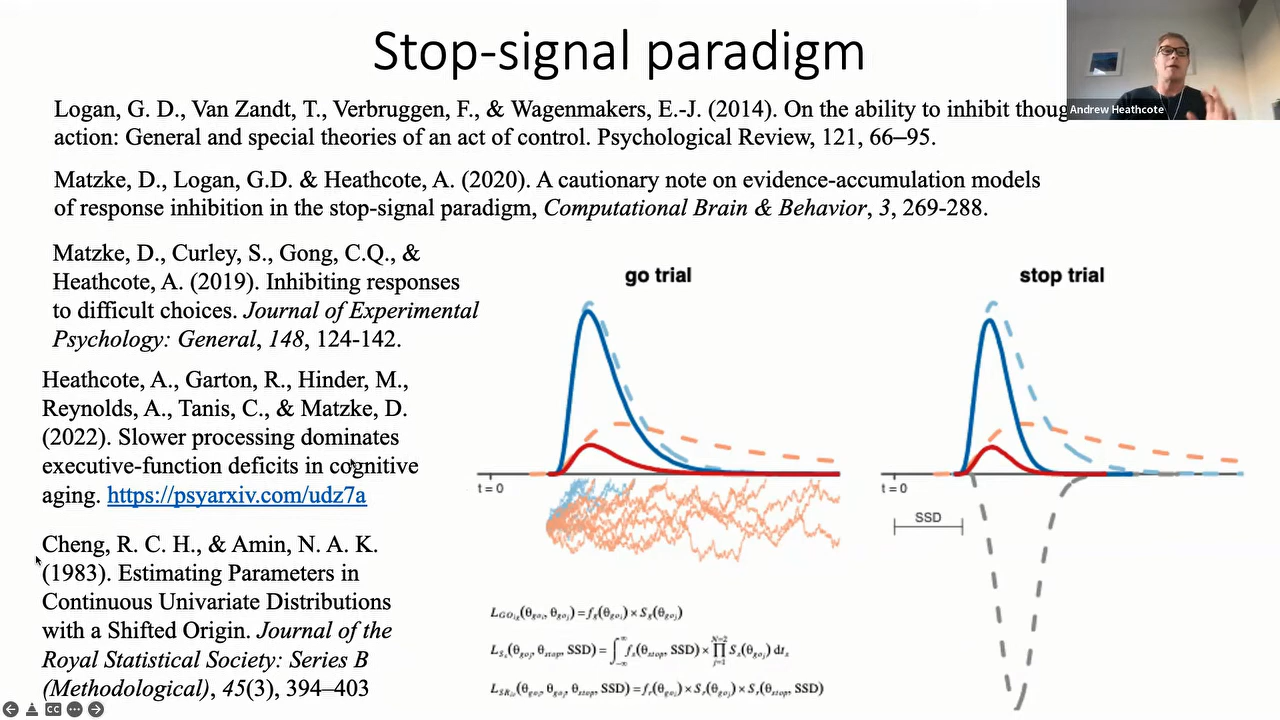 Stop-signal paradigm
Logan, G. D., Van Zandt, T., Verbruggen, F., & Wagenmakers, E.-J. (2014). On the ability to inhibit thoug
action: General and special theories of an act of control. Psychological Review, 121, 66–95.
Andrew Heathcote
Matzke, D., Logan, G.D. & Heathcote, A. (2020). A cautionary note on evidence-accumulation models
of response inhibition in the stop-signal paradigm, Computational Brain & Behavior, 3, 269-288.
Matzke, D., Curley, S., Gong, C.Q., &
Heathcote, A. (2019). Inhibiting responses
to difficult choices. Journal of Experimental
Psychology: General, 148, 124-142.
Heathcote, A., Garton, R., Hinder, M.,
Reynolds, A., Tanis, C., & Matzke, D.
(2022). Slower processing dominates
executive-function deficits in cognitive
aging. https://psyarxiv.com/udz7a
Cheng, R. C. H., & Amin, N. A. K.
(1983). Estimating Parameters in
Continuous Univariate Distributions
with a Shifted Origin. Journal of the
Royal Statistical Society: Series B
(Methodological), 45(3), 394–403
go trial
t = 0
stop trial
t = 0
SSD